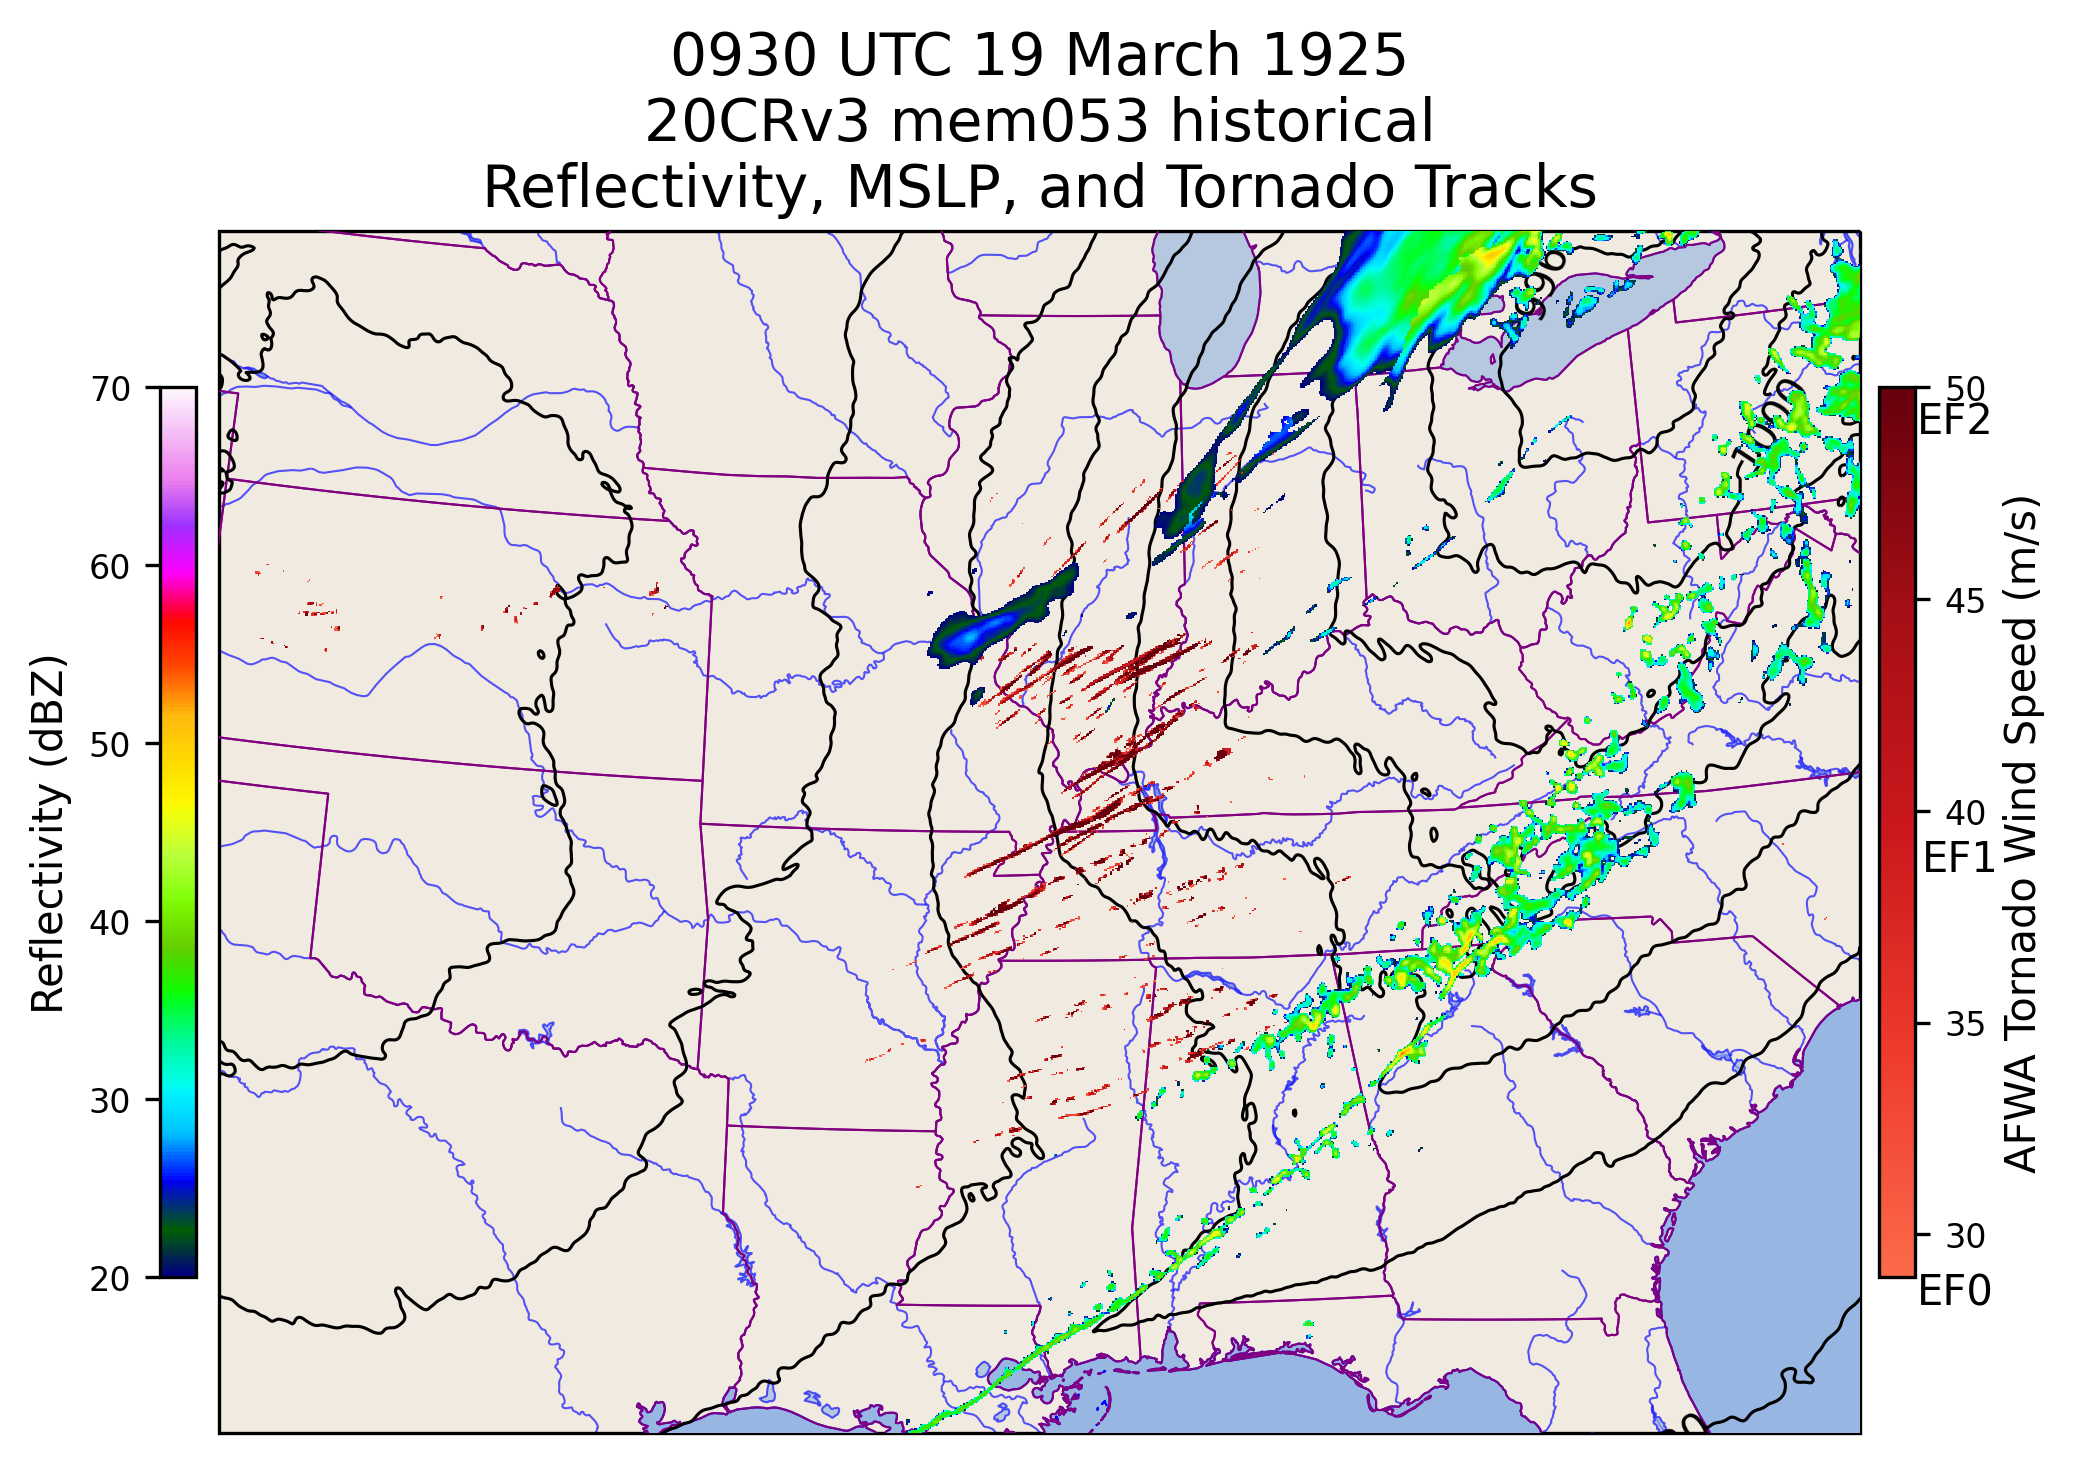 0930 UTC 19 March 1925
20CRv3 mem053 historical
Reflectivity, MSLP, and Tornado Tracks
70
60
50
40
30
20
Reflectivity (dBZ)
996
1000
50
EF2
45
40
EF1
35
30
EF0
AFWA Tornado Wind Speed (m/s)